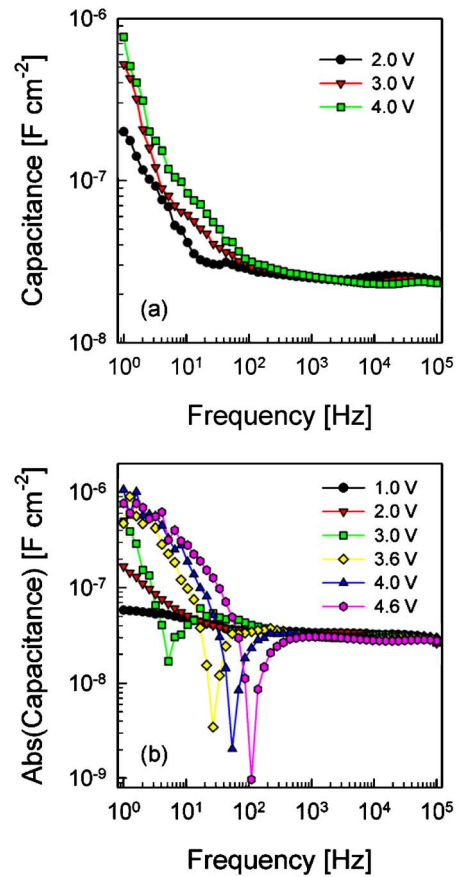 10⁻⁶
10⁻⁷
10⁻⁸
Capacitance [F cm⁻²]
2.0 V
3.0 V
4.0 V
(a)
10⁰ 10¹ 10² 10³ 10⁴ 10⁵
Frequency [Hz]
10⁻⁶
10⁻⁷
10⁻⁸
10⁻⁹
Abs(Capacitance) [F cm⁻²]
1.0 V
2.0 V
3.0 V
3.6 V
4.0 V
4.6 V
(b)
10⁰ 10¹ 10² 10³ 10⁴ 10⁵
Frequency [Hz]